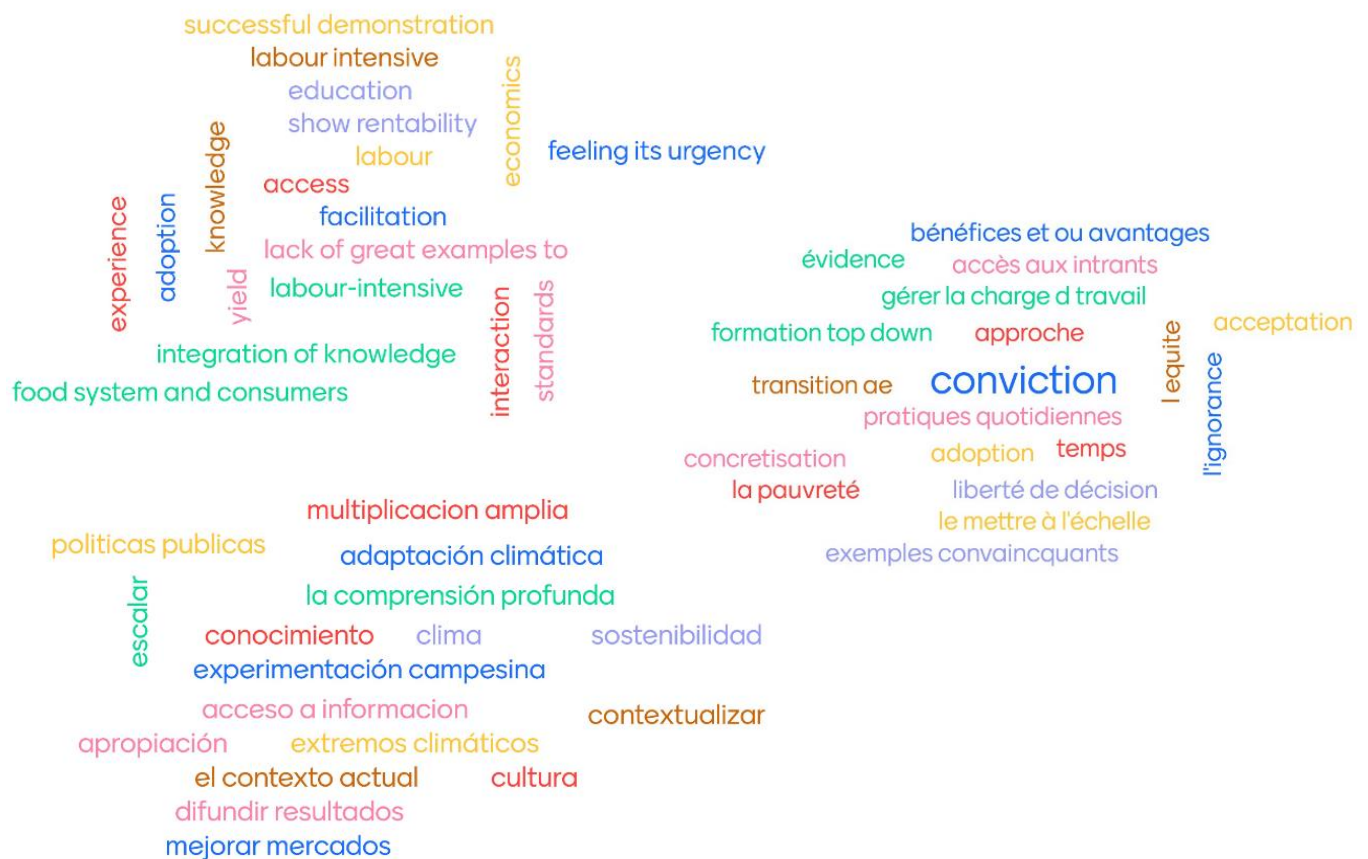 successful demonstration
labour intensive
education
show rentability
labour
economics
feeling its urgency
access
knowledge
facilitation
experience
adoption
lack of great examples to
yield
labour-intensive
interaction
standards
integration of knowledge
food system and consumers
bénéfices et ou avantages
évidence
accès aux intrants
gérer la charge d travail
formation top down
approche
acceptation
transition ae
conviction
l equite
l'ignorance
pratiques quotidiennes
concretisation
adoption
temps
la pauvreté
liberté de décision
le mettre à l'échelle
exemples convaincquants
multiplicacion amplia
politicas publicas
adaptación climática
la comprensión profunda
escalar
conocimiento
clima
sostenibilidad
experimentación campesina
acceso a informacion
contextualizar
apropiación
extremos climáticos
el contexto actual
cultura
difundir resultados
mejorar mercados